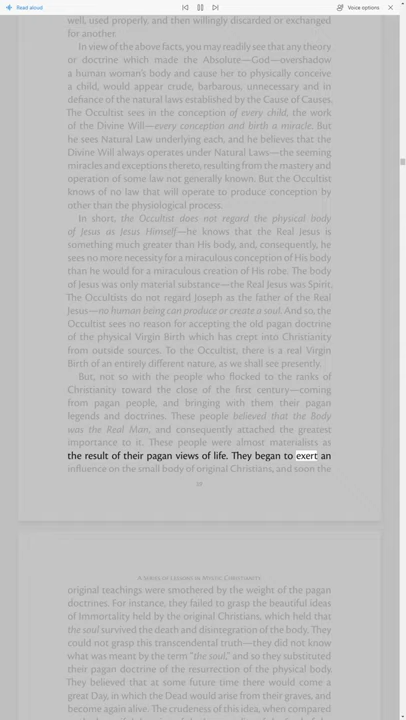 Read aloud
Voice options
well, used properly, and then willingly discarded or exchanged
for another.
In view of the above facts, you may readily see that any theory
or doctrine which made the Absolute—God—overshadow
a human woman's body and cause her to physically conceive
a child, would appear crude, barbarous, unnecessary and in
defiance of the natural laws established by the Cause of Causes.
The Occultist sees in the conception of every child, the work
of the Divine Will—every conception and birth a miracle. But
he sees Natural Law underlying each, and he believes that the
Divine Will always operates under Natural Laws—the seeming
miracles and exceptions thereto, resulting from the mastery and
operation of some law not generally known. But the Occultist
knows of no law that will operate to produce conception by
other than the physiological process.
In short, the Occultist does not regard the physical body
of Jesus as Jesus Himself—he knows that the Real Jesus is
something much greater than His body, and, consequently, he
sees no more necessity for a miraculous conception of His body
than he would for a miraculous creation of His robe. The body
of Jesus was only material substance—the Real Jesus was Spirit.
The Occultists do not regard Joseph as the father of the Real
Jesus—no human being can produce or create a soul. And so, the
Occultist sees no reason for accepting the old pagan doctrine
of the physical Virgin Birth which has crept into Christianity
from outside sources. To the Occultist, there is a real Virgin
Birth of an entirely different nature, as we shall see presently.
But, not so with the people who flocked to the ranks of
Christianity toward the close of the first century—coming
from pagan people, and bringing with them their pagan
legends and doctrines. These people believed that the Body
was the Real Man, and consequently attached the greatest
importance to it. These people were almost materialists as
the result of their pagan views of life. They began to exert an
influence on the small body of original Christians, and soon the
A Series of Lessons in Mystic Christianity
original teachings were smothered by the weight of the pagan
doctrines. For instance, they failed to grasp the beautiful ideas
of Immortality held by the original Christians, which held that
the soul survived the death and disintegration of the body. They
could not grasp this transcendental truth—they did not know
what was meant by the term "the soul," and so they substituted
their pagan doctrine of the resurrection of the physical body.
They believed that at some future time there would come a
great Day, in which the Dead would arise from their graves, and
become again alive. The crudeness of this idea, when compared